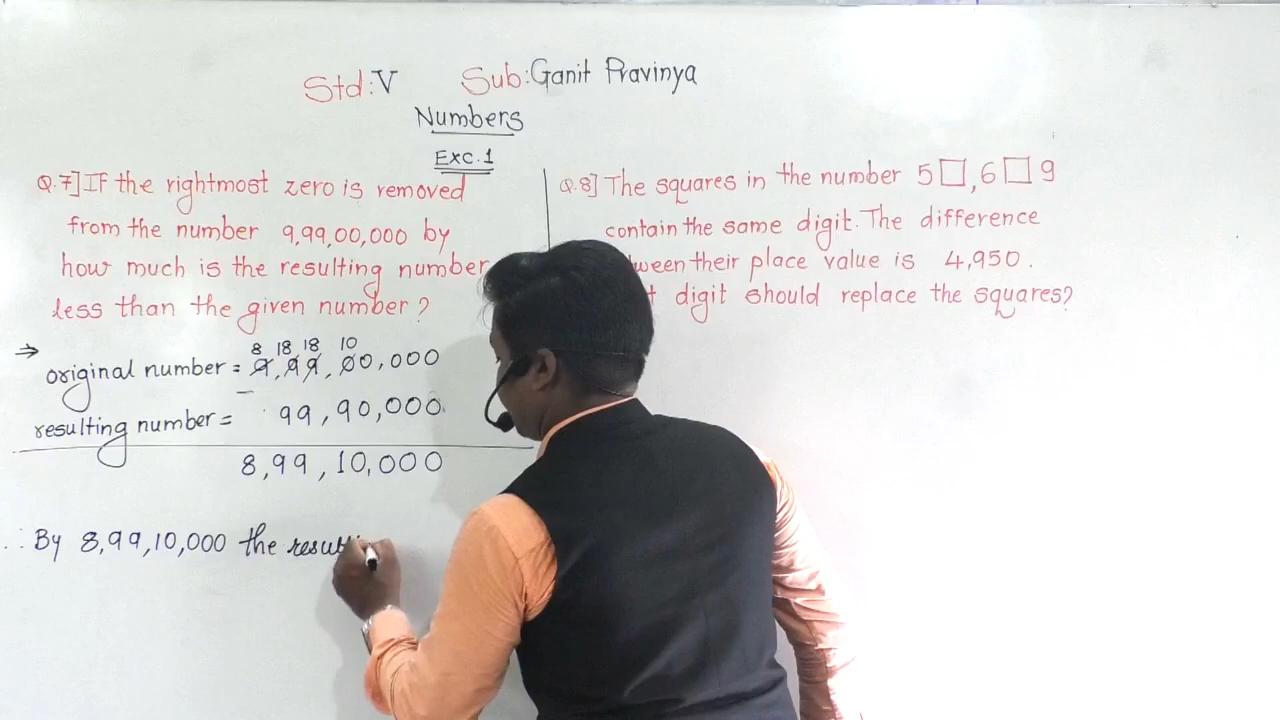 Std:V Sub:Ganit Pravinya
Numbers
Exc.1
Q.7] IF the rightmost zero is removed
from the number 9,99,00,000 by
how much is the resulting number
less than the given number?
8 18 18 10
⇒ original number = 9,99,00,000
- resulting number = 99,90,000
8,99,10,000
∴ By 8,99,10,000 the
Q.8] The squares in the number 5□,6□9
contain the same digit. The difference
their place value is 4,950.
digit should replace the squares?